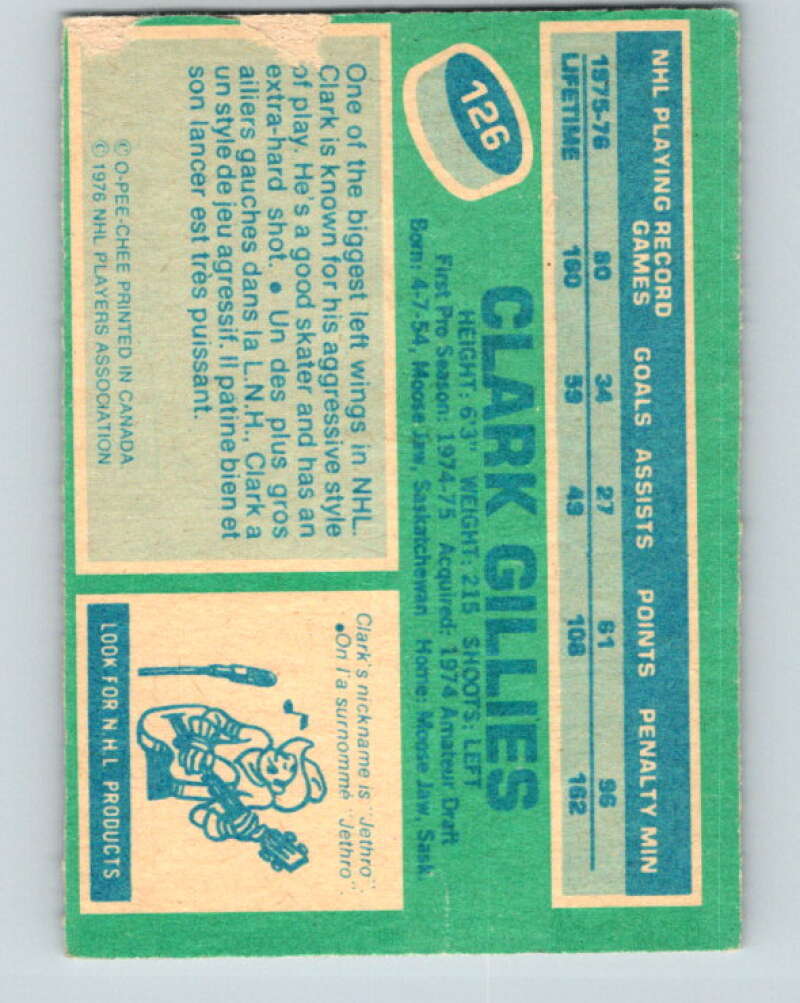 NHL PLAYING RECORD
GAMES GOALS ASSISTS POINTS PENALTY MIN
1975-76 80 34 27 61 96
LIFETIME 160 59 49 108 162
126
CLARK GILLIES
HEIGHT: 6'3" WEIGHT: 215 SHOOTS: LEFT
First Pro Season: 1974-75 Acquired: 1974 Amateur Draft
Born: 4-7-54, Moose Jaw, Saskatchewan Home: Moose Jaw, Sask.
One of the biggest left wings in NHL.
Clark is known for his aggressive style
of play. He's a good skater and has an
extra-hard shot. • Un des plus gros
ailiers gauches dans la L.N.H., Clark a
un style de jeu agressif. Il patine bien et
son lancer est très puissant.
© O-PEE-CHEE PRINTED IN CANADA
© 1976 NHL PLAYERS ASSOCIATION
Clark's nickname is "Jethro".
•On l'a surnommé "Jethro".
LOOK FOR N H L PRODUCTS